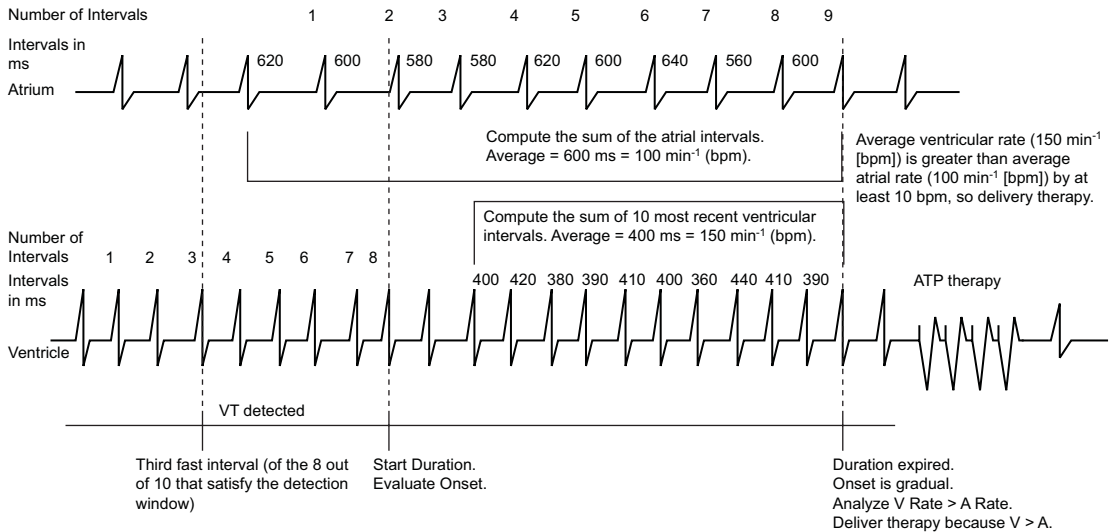 Number of Intervals
1 2 3 4 5 6 7 8 9
Intervals in
ms
620 600 580 580 620 600 640 560 600
Atrium
Compute the sum of the atrial intervals.
Average = 600 ms = 100 min⁻¹ (bpm).
Average ventricular rate (150 min⁻¹
[bpm]) is greater than average
atrial rate (100 min⁻¹ [bpm]) by at
least 10 bpm, so delivery therapy.
Compute the sum of 10 most recent ventricular
intervals. Average = 400 ms = 150 min⁻¹ (bpm).
Number of
Intervals
1 2 3 4 5 6 7 8
Intervals
in ms
400 420 380 390 410 400 360 440 410 390
ATP therapy
Ventricle
VT detected
Third fast interval (of the 8 out
of 10 that satisfy the detection
window)
Start Duration.
Evaluate Onset.
Duration expired.
Onset is gradual.
Analyze V Rate > A Rate.
Deliver therapy because V > A.